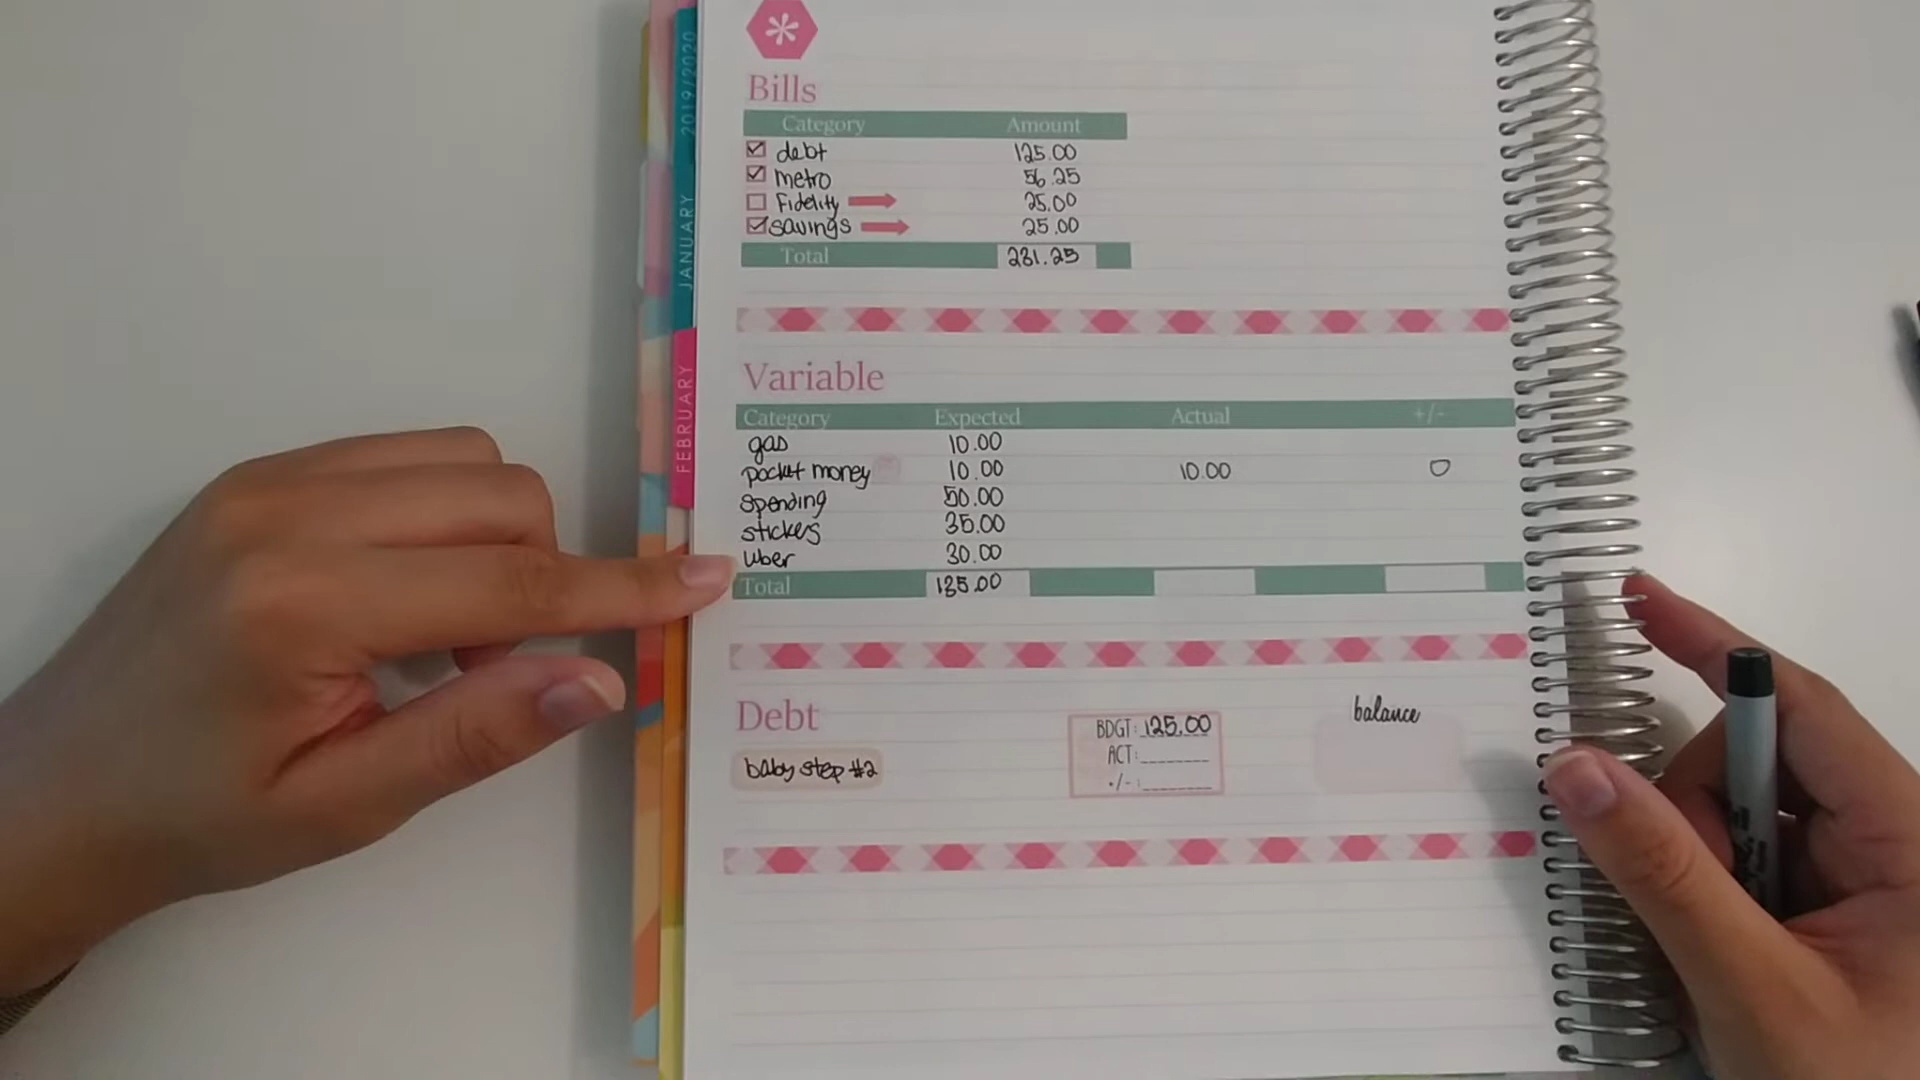 2019/2020
JANUARY
FEBRUARY
Bills
Category Amount
debt 125.00
metro 56.25
Fidelity 25.00
savings 25.00
Total 231.25
Variable
Category Expected Actual +/-
gas 10.00
pocket money 10.00 10.00 0
spending 50.00
stickers 35.00
uber 30.00
Total 135.00
Debt
balance
BDGT: 125.00
ACT:
+/-:
baby step #2